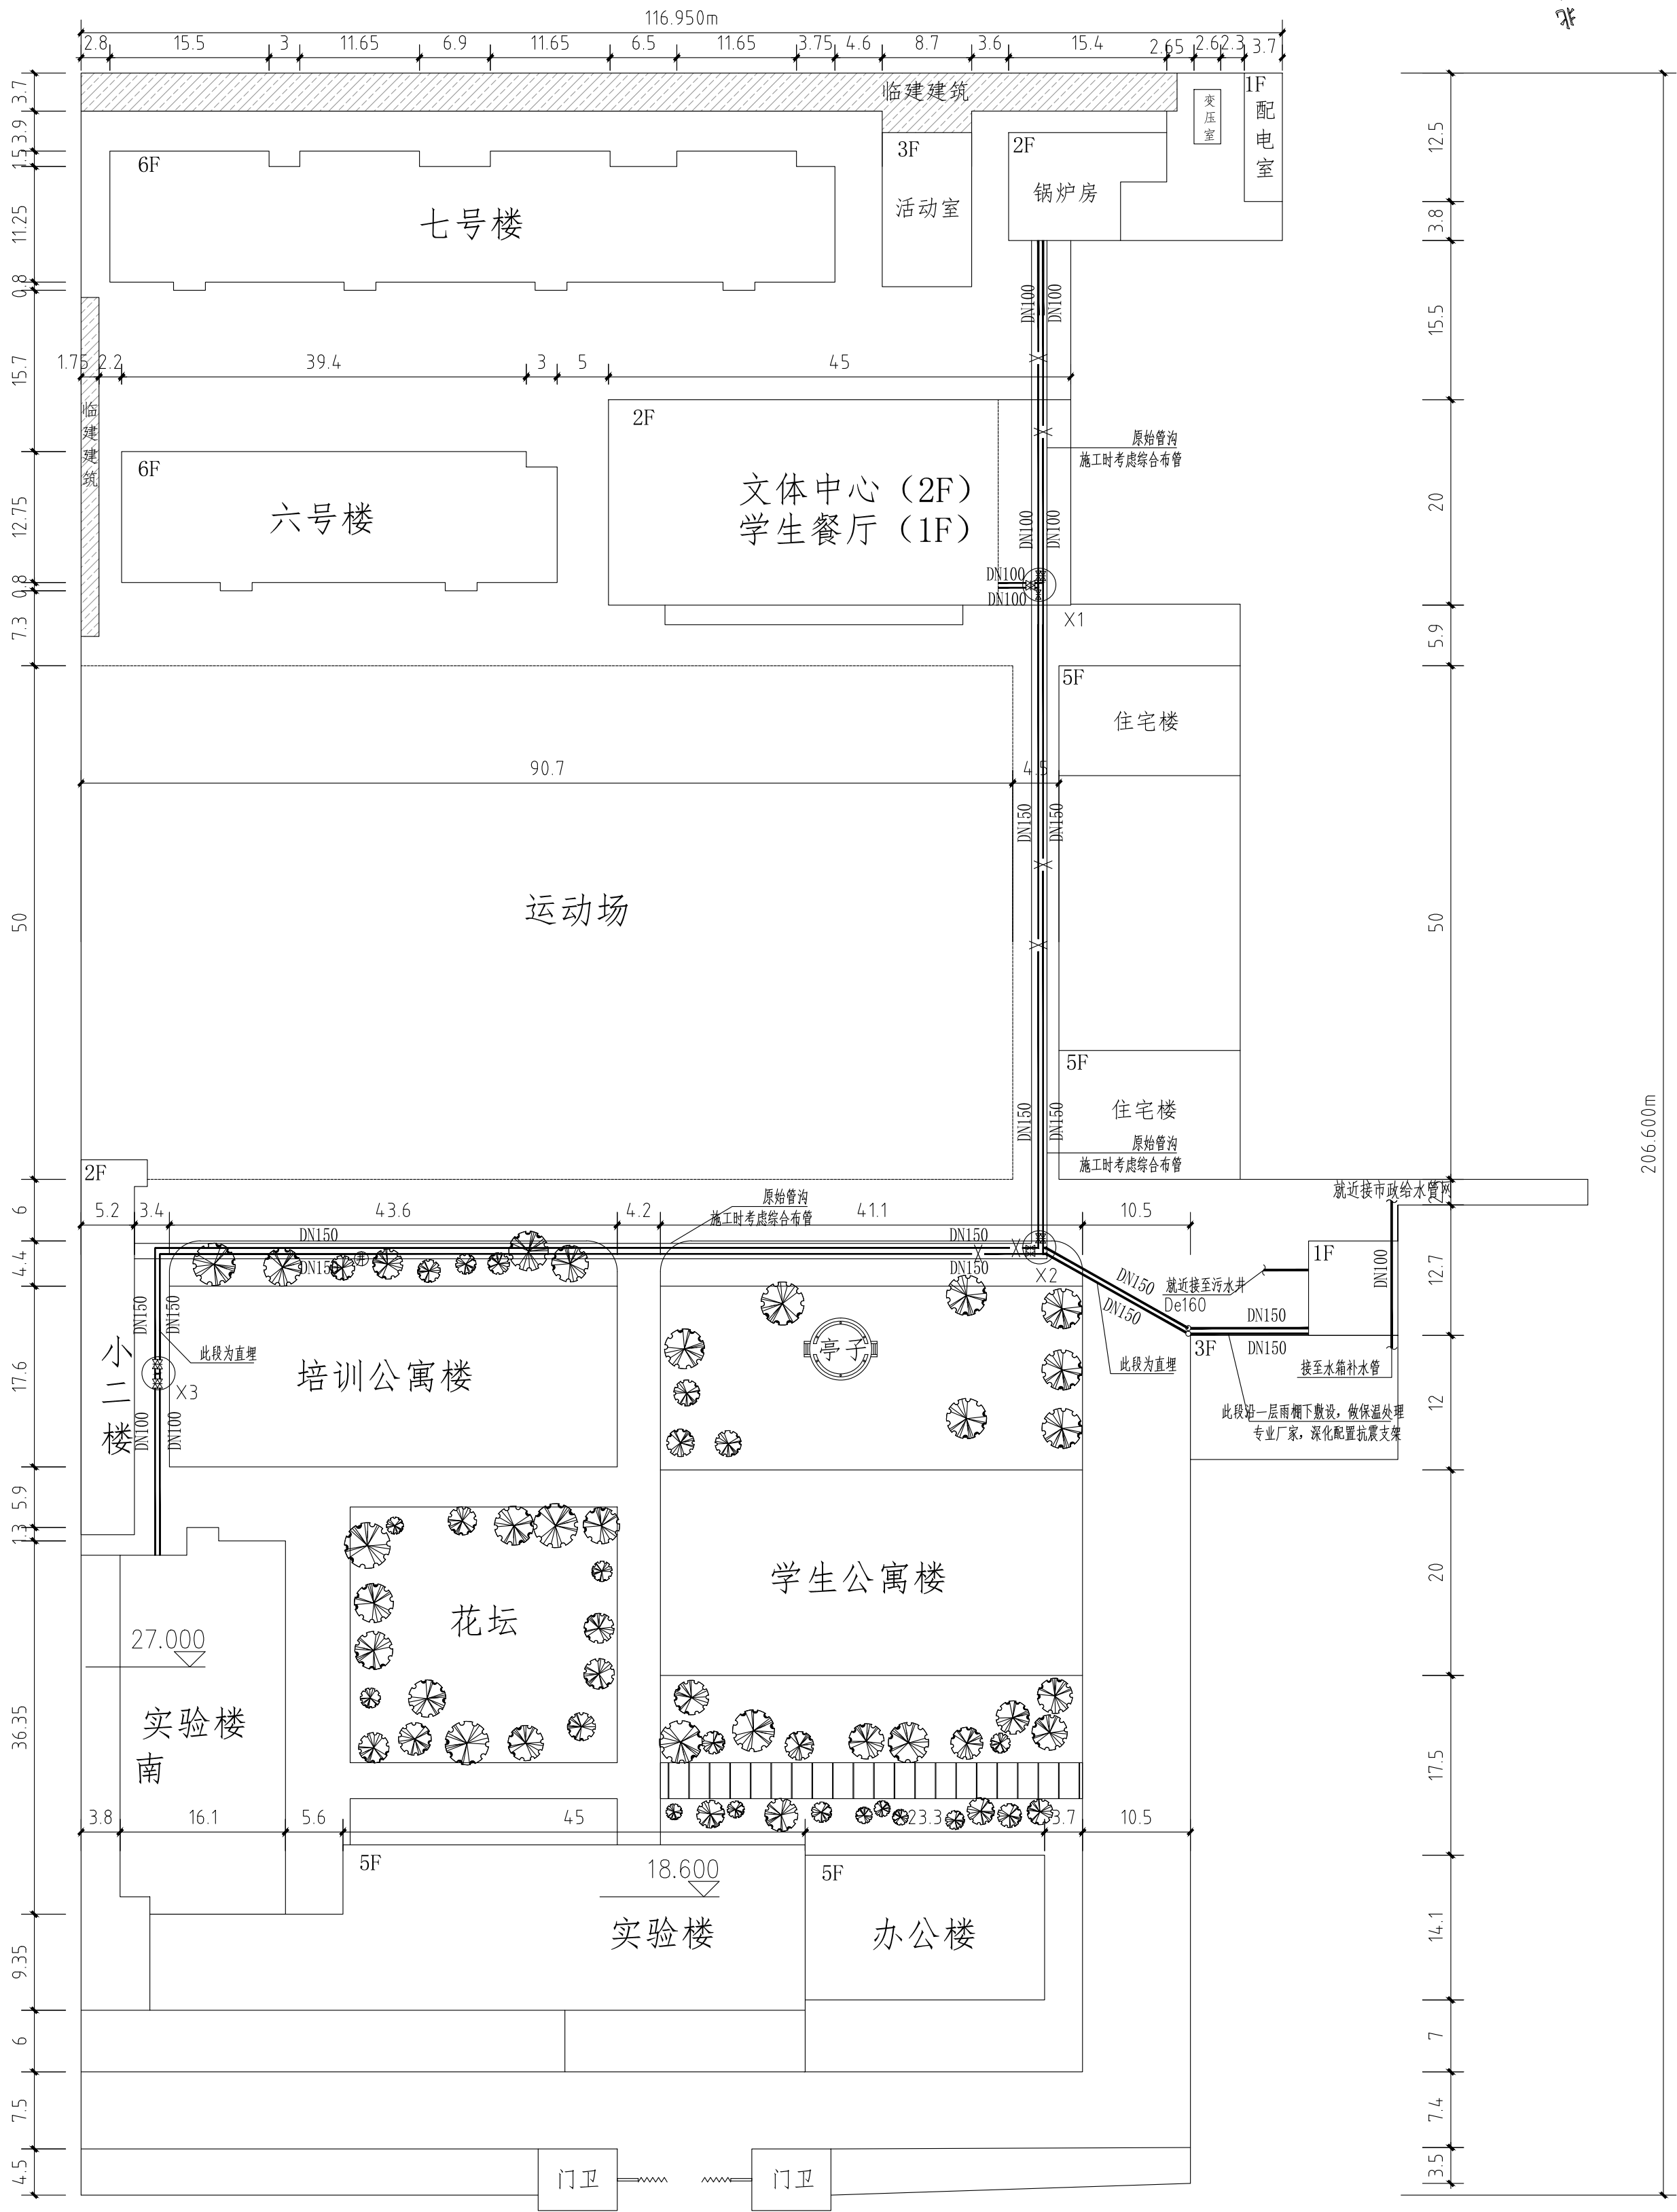 北
116.950m
2.8 15.5 3 11.65 6.9 11.65 6.5 11.65 3.75 4.6 8.7 3.6 15.4 2.65 2.6 2.3 3.7
临建建筑
变压室
1F
配电室
3.7
3.9
1.5
11.25
0.8
15.7
12.75
0.8
7.3
50
6
4.4
17.6
5.9
1.3
36.35
9.35
6
7.5
4.5
6F
七号楼
3F
活动室
2F
锅炉房
DN100
DN100
1.75 2.2 39.4 3 5 45
临建建筑
6F
六号楼
2F
文体中心（2F）
学生餐厅（1F）
原始管沟
施工时考虑综合布管
DN100
DN100
DN100
DN100
X1
5F
住宅楼
90.7 4.5
DN150
DN150
运动场
5F
住宅楼
DN150
DN150
原始管沟
施工时考虑综合布管
2F
5.2 3.4 43.6 4.2 41.1 10.5
原始管沟
施工时考虑综合布管
就近接市政给水管网
DN150
DN150
DN150
DN150
井
X2
DN150
DN150
就近接至污水井
De160
1F
DN100
DN150
DN150
3F
接至水箱补水管
此段为直埋
此段沿一层雨棚下敷设，做保温处理
专业厂家，深化配置抗震支架
DN150
DN150
此段为直埋
X3
DN100
DN100
小二楼
培训公寓楼
亭子
学生公寓楼
花坛
27.000
实验楼
南
3.8 16.1 5.6 45 23.3 3.7 10.5
5F
18.600
实验楼
5F
办公楼
门卫
门卫
12.5
3.8
15.5
20
5.9
50
12.7
12
20
17.5
14.1
7
7.4
3.5
206.600m